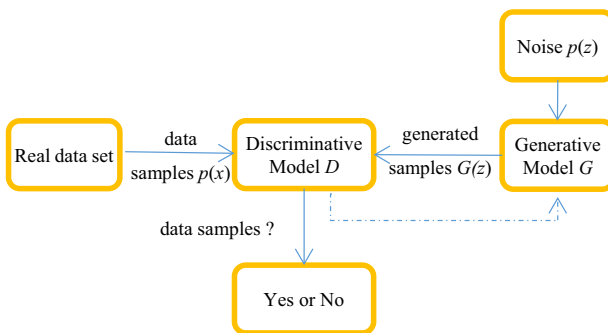 Noise p(z)
Real data set
data
samples p(x)
Discriminative
Model D
generated
samples G(z)
Generative
Model G
data samples ?
Yes or No